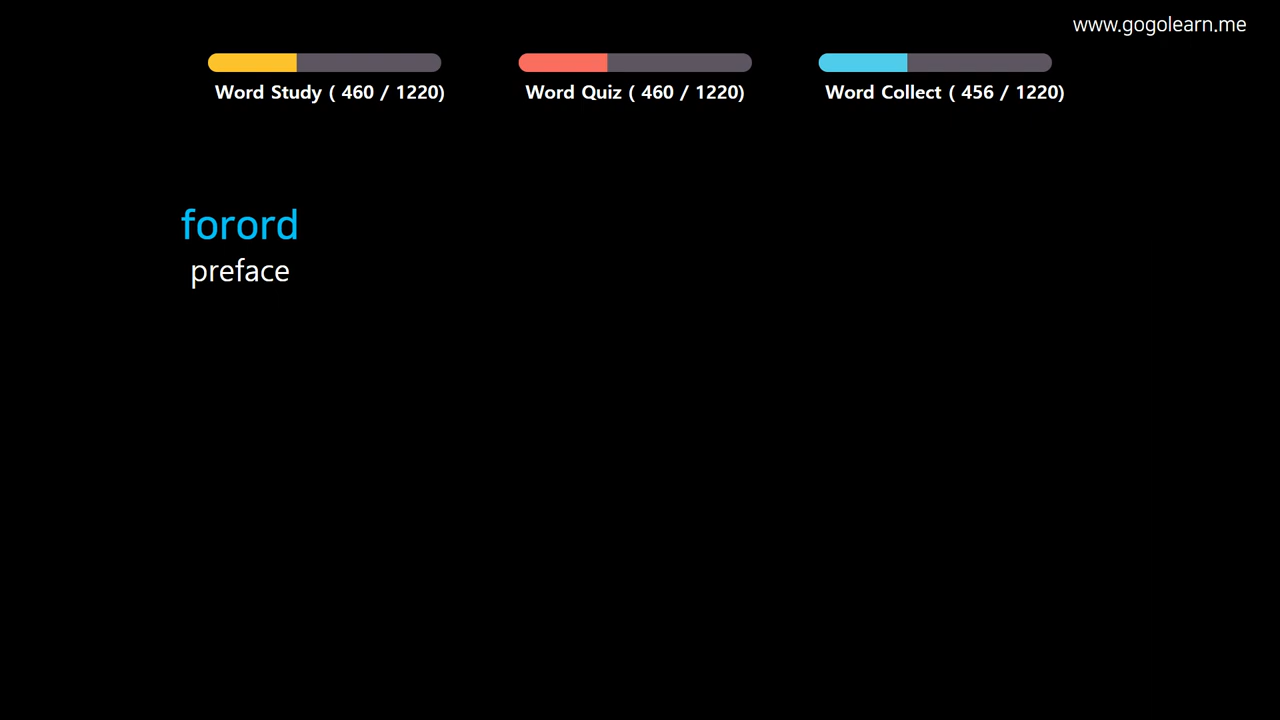 www.gogolearn.me
Word Study ( 460 / 1220)
Word Quiz ( 460 / 1220)
Word Collect ( 456 / 1220)
forord
preface